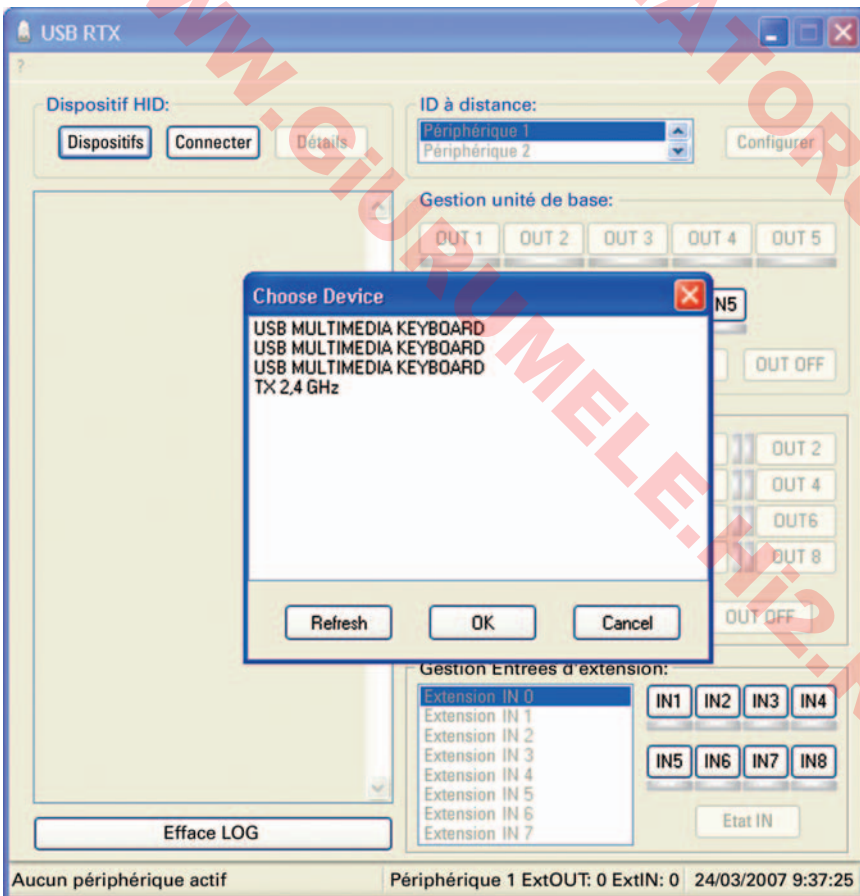 USB RTX
?
Dispositif HID:
Dispositifs Connecter Détails
ID à distance:
Périphérique 1
Périphérique 2
Configurer
Gestion unité de base:
OUT 1 OUT 2 OUT 3 OUT 4 OUT 5
IN5
OUT OFF
Choose Device
USB MULTIMEDIA KEYBOARD
USB MULTIMEDIA KEYBOARD
USB MULTIMEDIA KEYBOARD
TX 2,4 GHz
Refresh OK Cancel
OUT 2
OUT 4
OUT6
OUT 8
OUT OFF
Gestion Entrées d'extension:
Extension IN 0
Extension IN 1
Extension IN 2
Extension IN 3
Extension IN 4
Extension IN 5
Extension IN 6
Extension IN 7
IN1 IN2 IN3 IN4
IN5 IN6 IN7 IN8
Etat IN
Efface LOG
Aucun périphérique actif Périphérique 1 ExtOUT: 0 ExtIN: 0 24/03/2007 9:37:25
WWW.GiURUMELE.Hi2.